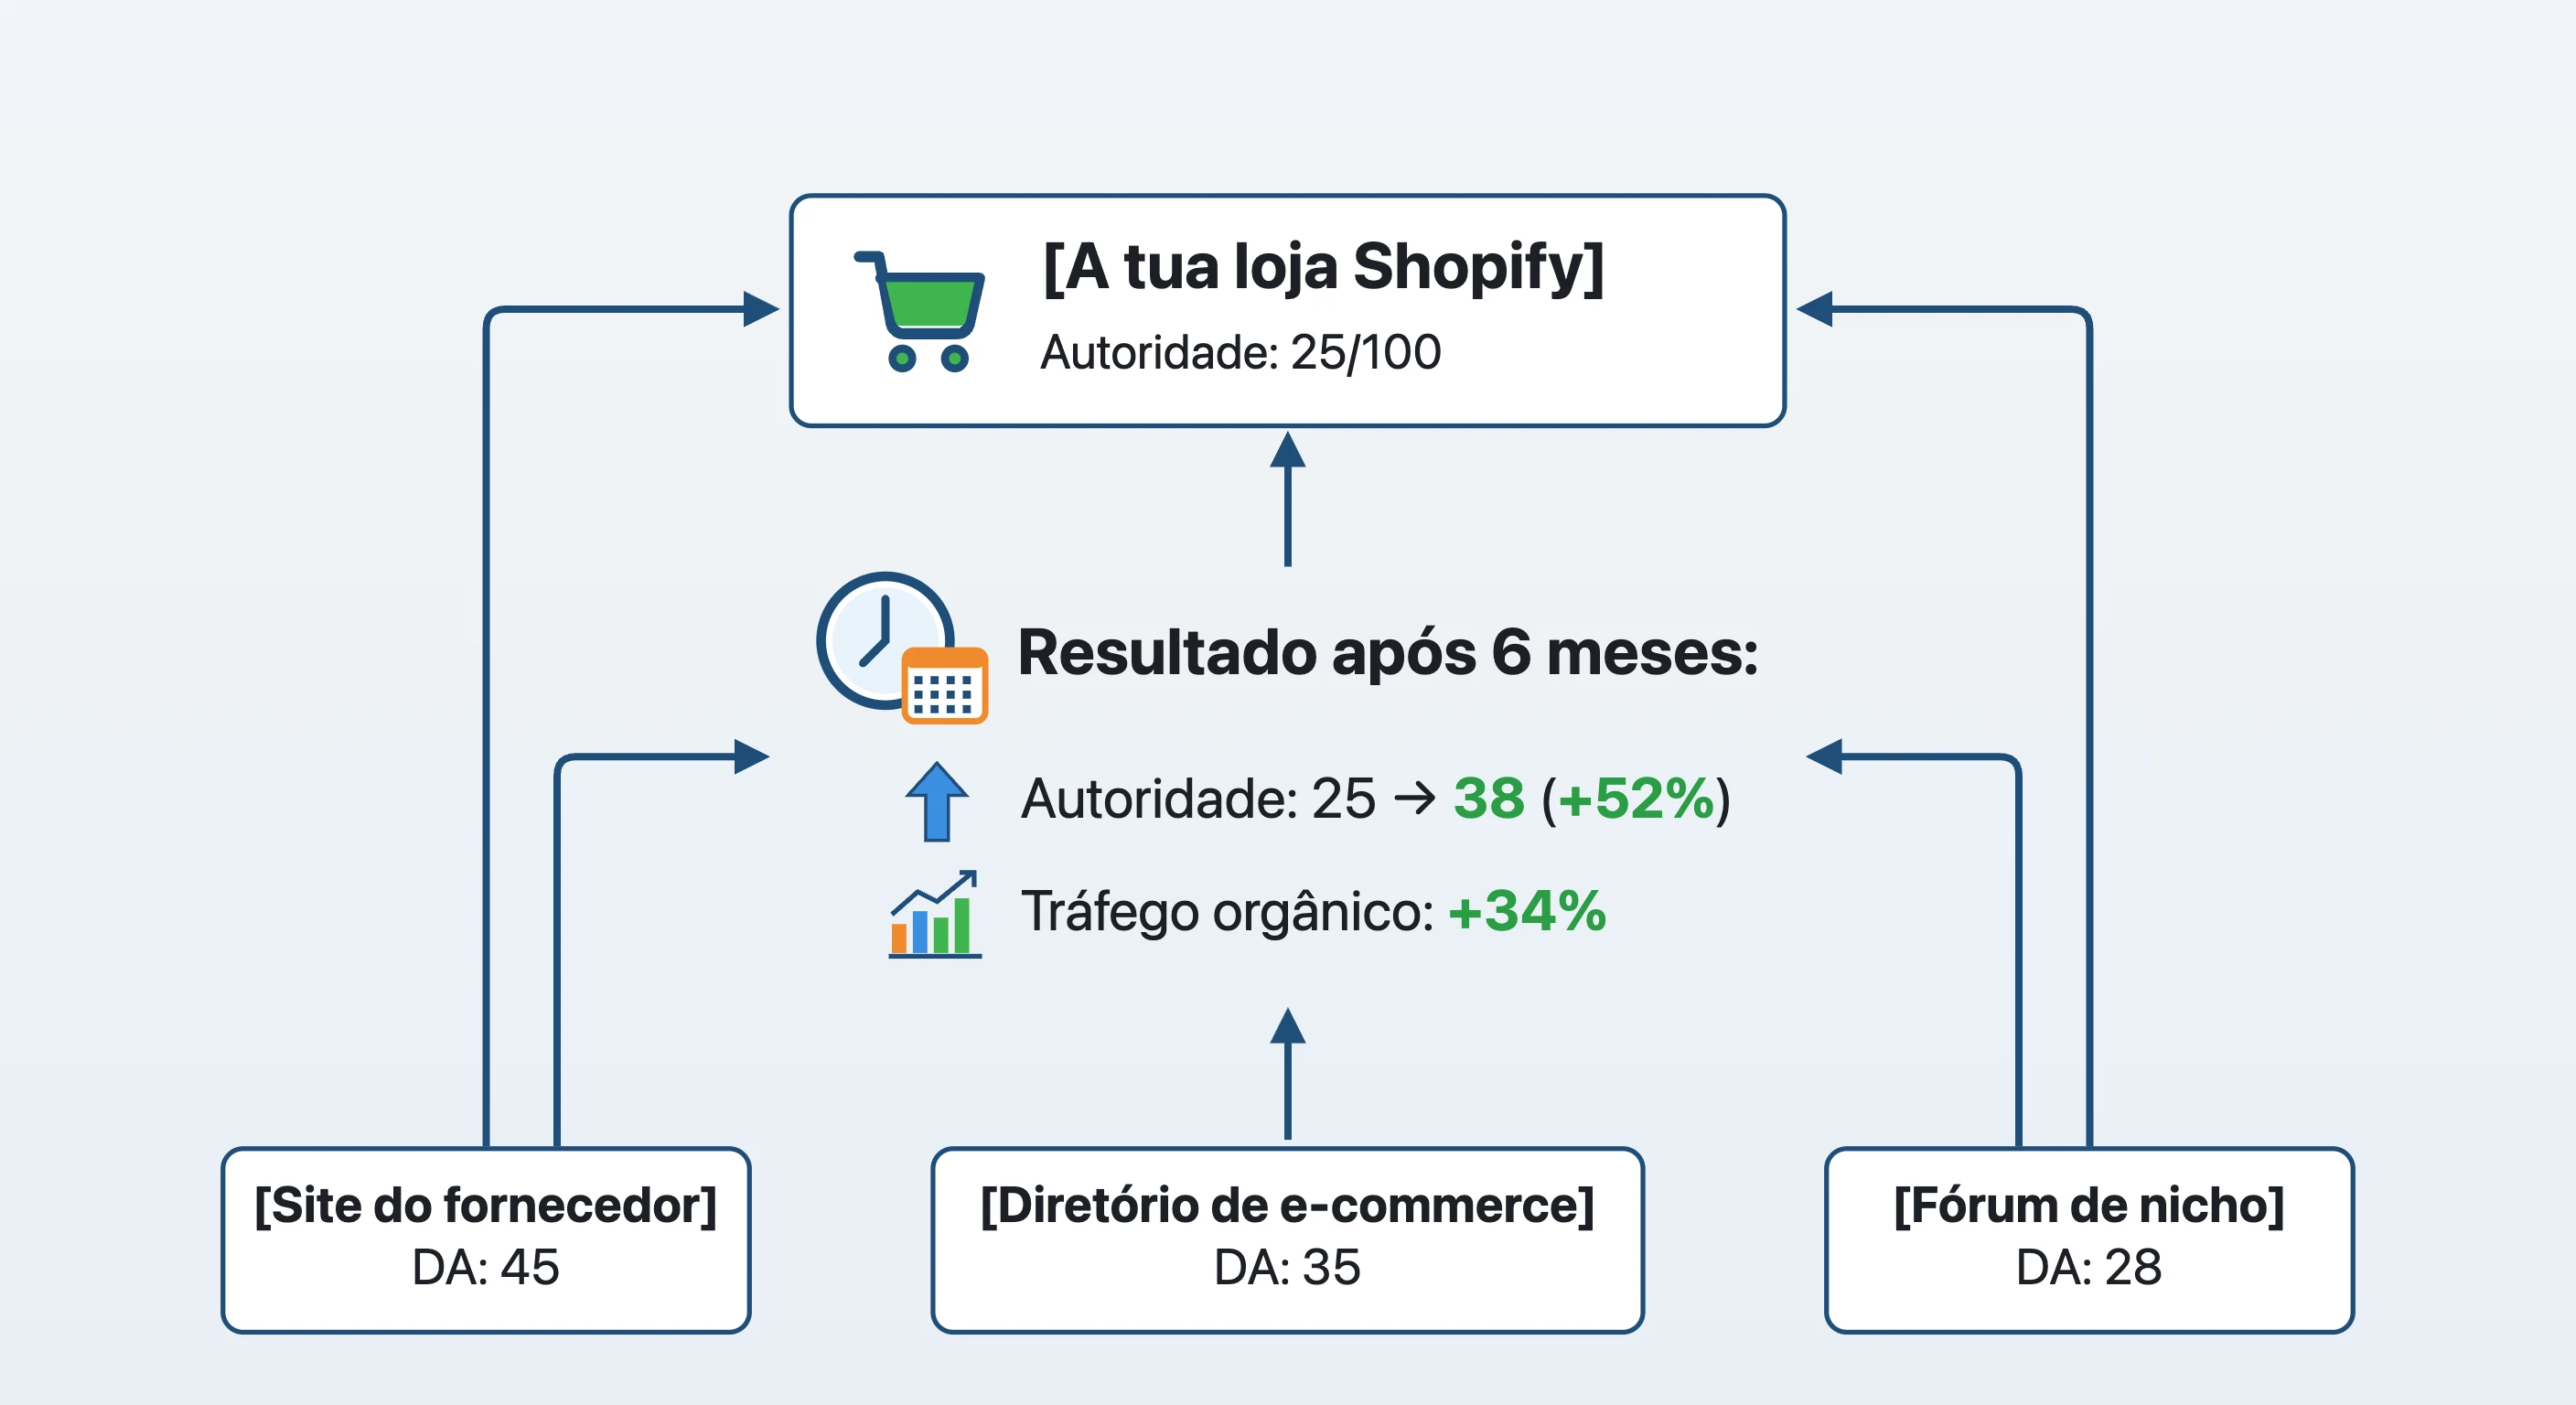 [A tua loja Shopify]
Autoridade: 25/100
Resultado após 6 meses:
Autoridade: 25 → 38 (+52%)
Tráfego orgânico: +34%
[Site do fornecedor]
DA: 45
[Diretório de e-commerce]
DA: 35
[Fórum de nicho]
DA: 28